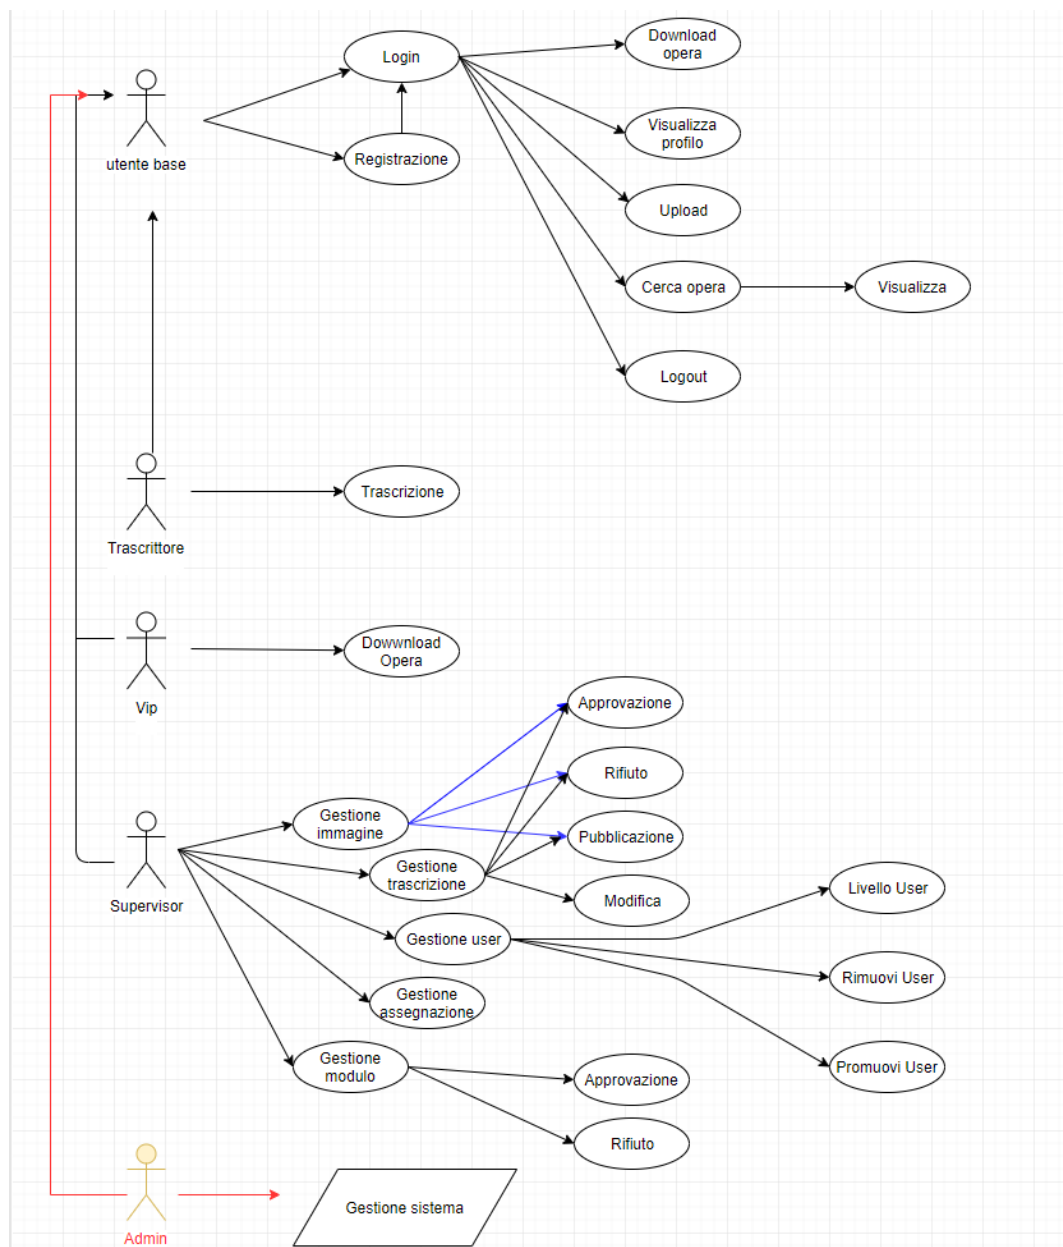 Download
opera
Login
Visualizza
profilo
utente base
Registrazione
Upload
Cerca opera
Visualizza
Logout
Trascrizione
Trascrittore
Dowwnload
Opera
Vip
Approvazione
Rifiuto
Gestione
immagine
Pubblicazione
Gestione
trascrizione
Modifica
Livello User
Supervisor
Gestione user
Rimuovi User
Gestione
assegnazione
Gestione
modulo
Approvazione
Promuovi User
Rifiuto
Gestione sistema
Admin